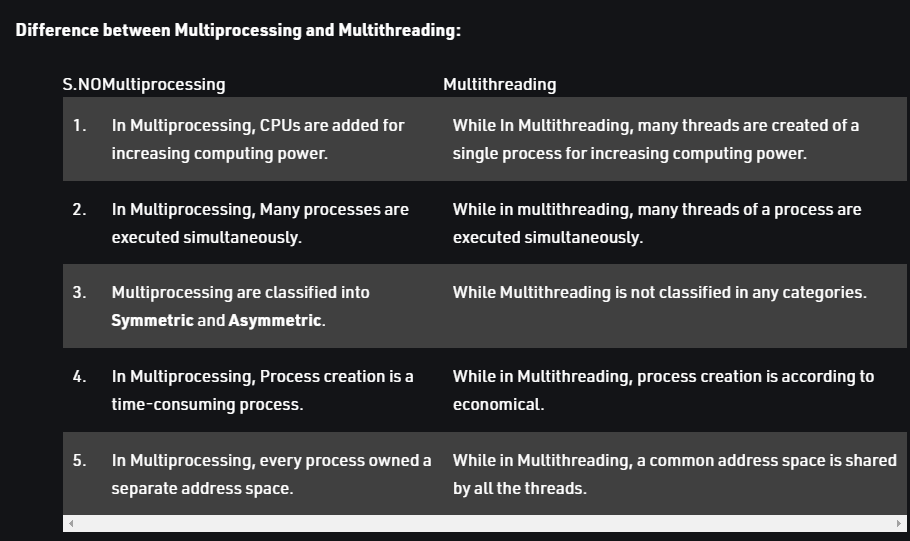 Difference between Multiprocessing and Multithreading:
S.NO Multiprocessing Multithreading
1. In Multiprocessing, CPUs are added for
increasing computing power.
While In Multithreading, many threads are created of a
single process for increasing computing power.
2. In Multiprocessing, Many processes are
executed simultaneously.
While in multithreading, many threads of a process are
executed simultaneously.
3. Multiprocessing are classified into
Symmetric and Asymmetric.
While Multithreading is not classified in any categories.
4. In Multiprocessing, Process creation is a
time-consuming process.
While in Multithreading, process creation is according to
economical.
5. In Multiprocessing, every process owned a
separate address space.
While in Multithreading, a common address space is shared
by all the threads.